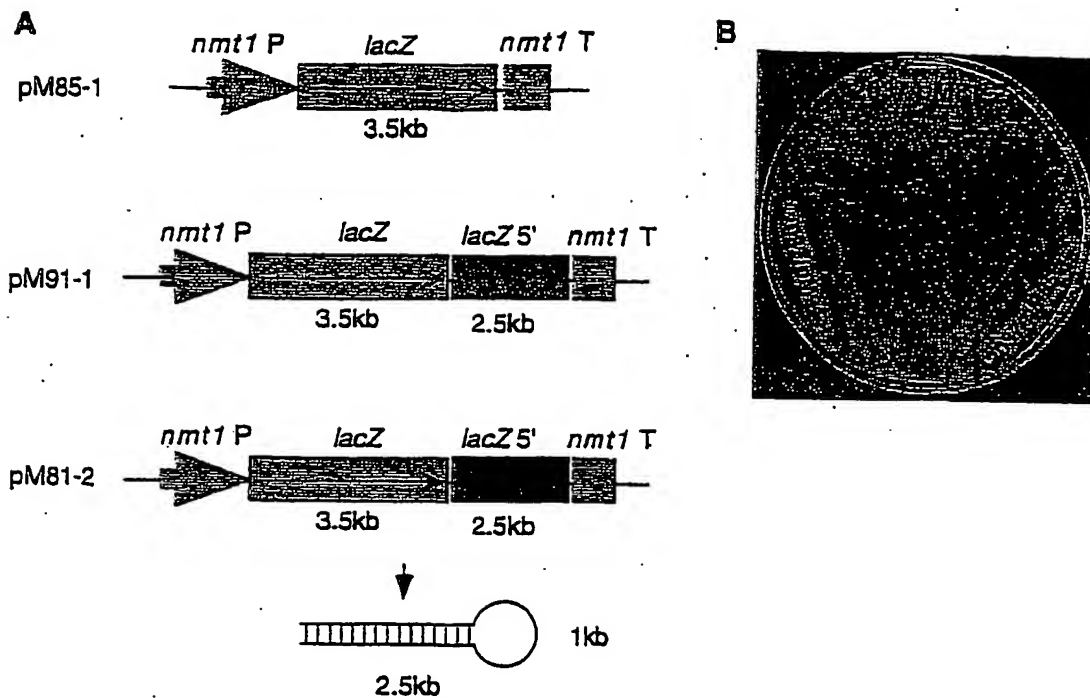 A
B
nmt1 P lacZ nmt1 T
pM85-1
3.5kb
nmt1 P lacZ lacZ 5' nmt1 T
pM91-1
3.5kb 2.5kb
nmt1 P lacZ lacZ 5' nmt1 T
pM81-2
3.5kb 2.5kb
1kb
2.5kb